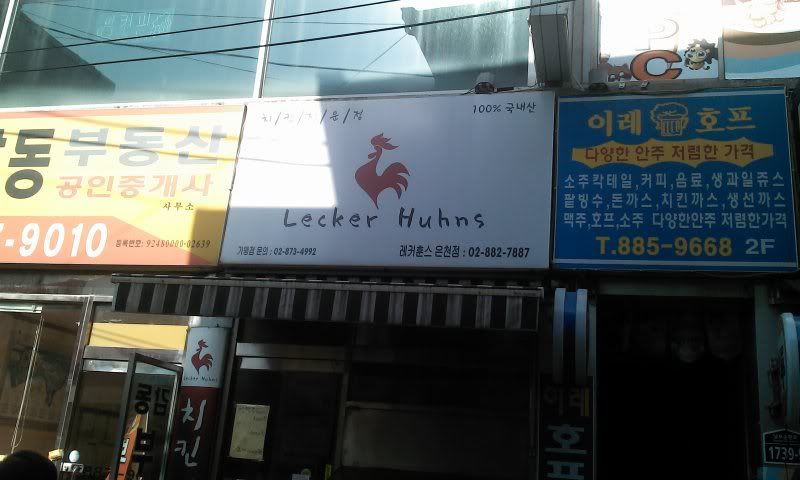 PC
동 부동산
공인중개사
사무소
-9010
등록번호: 92480000-02639
100% 국내산
Lecker Huhns
가맹점 문의 : 02-873-4992
레커훈스 은천점 : 02-882-7887
이레 호프
다양한 안주 저렴한 가격
소주칵테일,커피,음료,생과일쥬스
팥빙수,돈까스,치킨까스,생선까스
맥주,호프,소주 다양한안주 저렴한가격
T.885-9668 2F
Lecker Huhns
치킨
이레
호프
1739-